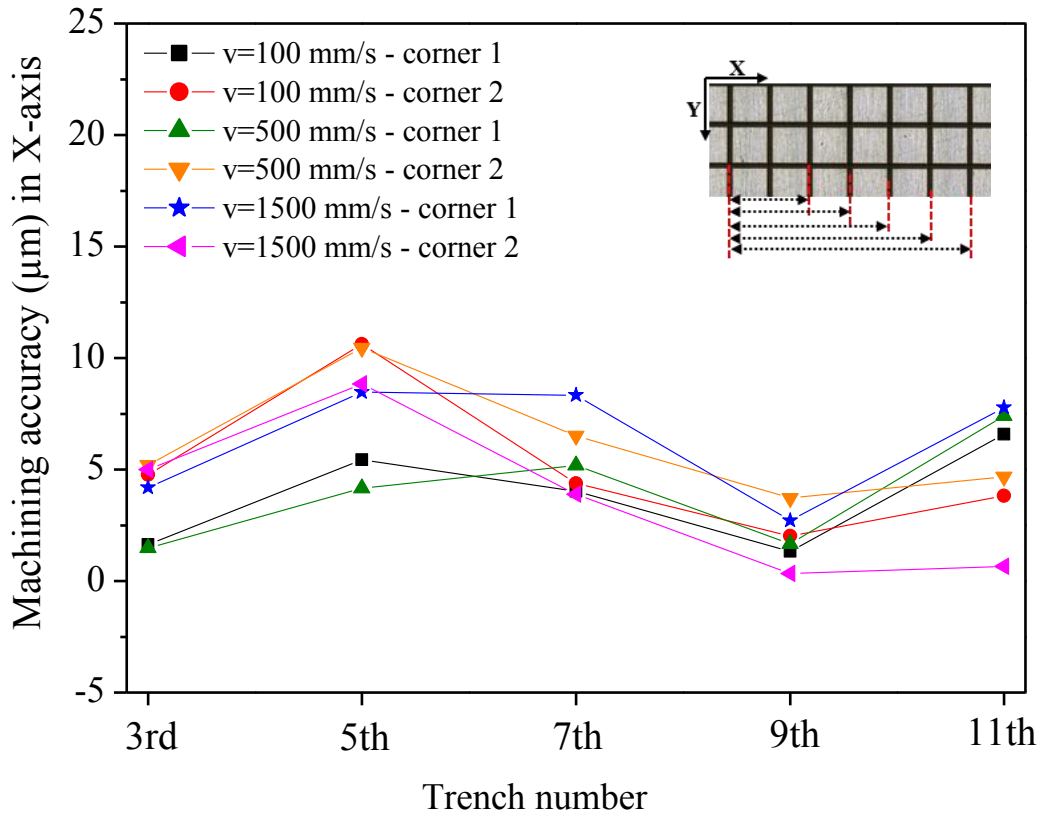 Machining accuracy (μm) in X-axis
25
20
15
10
5
0
-5
v=100 mm/s - corner 1
v=100 mm/s - corner 2
v=500 mm/s - corner 1
v=500 mm/s - corner 2
v=1500 mm/s - corner 1
v=1500 mm/s - corner 2
X
Y
3rd 5th 7th 9th 11th
Trench number